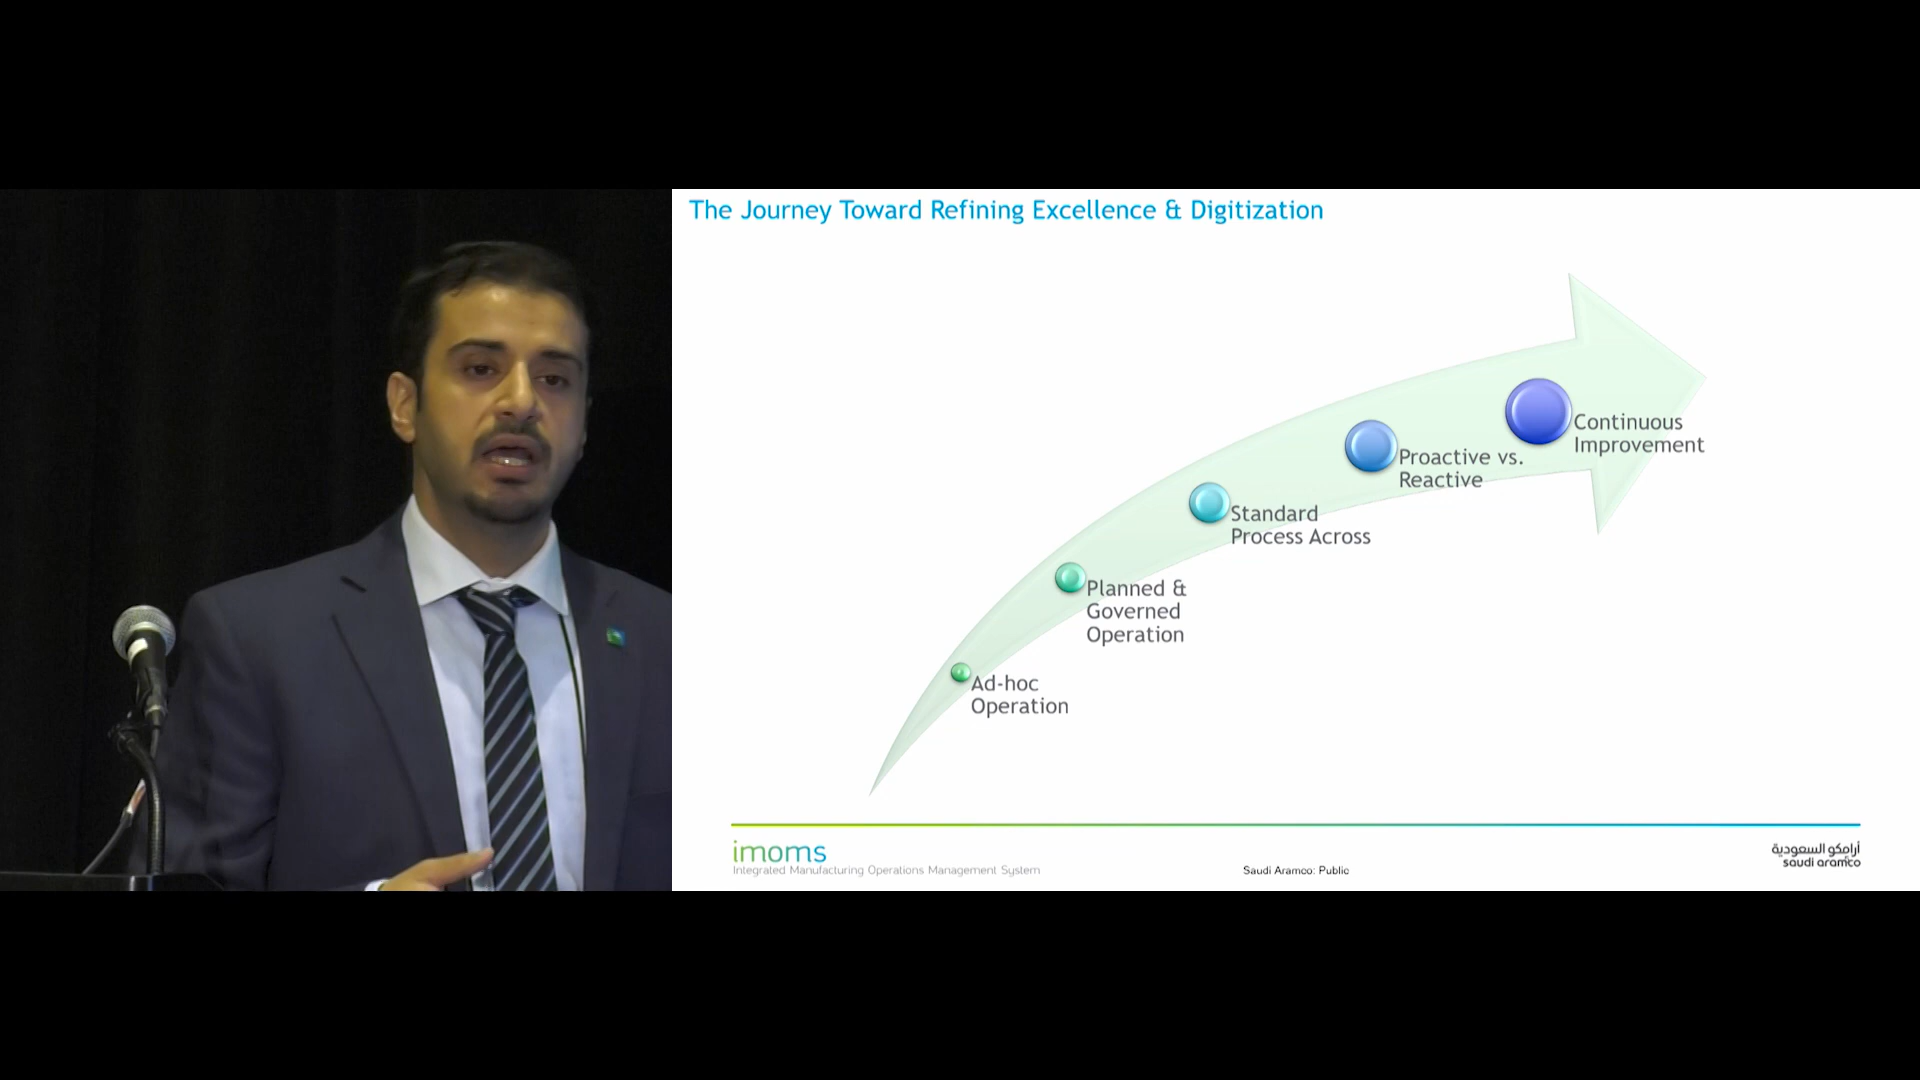 The Journey Toward Refining Excellence & Digitization
Continuous
Improvement
Proactive vs.
Reactive
Standard
Process Across
Planned &
Governed
Operation
Ad-hoc
Operation
imoms
Integrated Manufacturing Operations Management System
Saudi Aramco: Public
أرامكو السعودية
saudi aramco